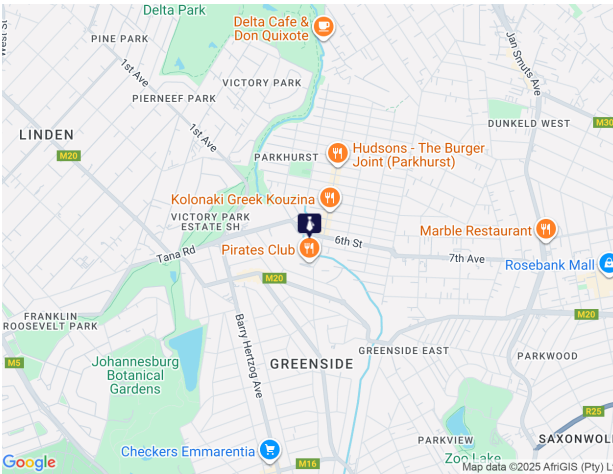 Delta Park
Delta Cafe &
Don Quixote
West St
PINE PARK
Jan Smuts Ave
1st Ave
VICTORY PARK
PIERNEEF PARK
M30
LINDEN
1st Ave
DUNKELD WEST
M20
PARKHURST
Hudsons - The Burger
Joint (Parkhurst)
Kolonaki Greek Kouzina
VICTORY PARK
ESTATE SH
Marble Restaurant
Tana Rd
Pirates Club
6th St
7th Ave
Rosebank Mall
M20
FRANKLIN
ROOSEVELT PARK
M20
Barry Hertzog Ave
M5
Johannesburg
Botanical
Gardens
GREENSIDE
GREENSIDE EAST
PARKWOOD
R25
PARKVIEW
SAXONWOL
Checkers Emmarentia
Zoo Lake
M16
Google
Map data ©2025 AfriGIS (Pty) L